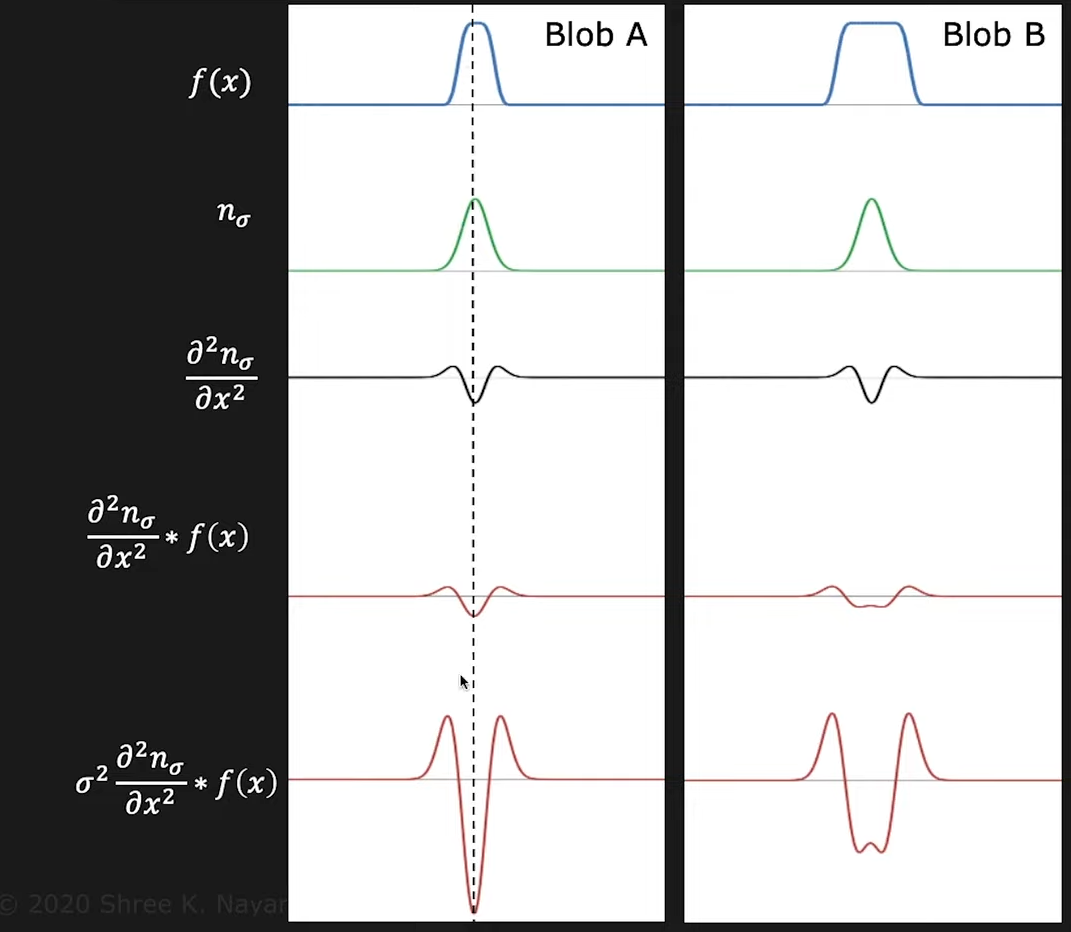 Blob A
Blob B
f(x)
n_σ
∂²n_σ/∂x²
∂²n_σ/∂x² * f(x)
σ² ∂²n_σ/∂x² * f(x)
© 2020 Shree K. Nayar